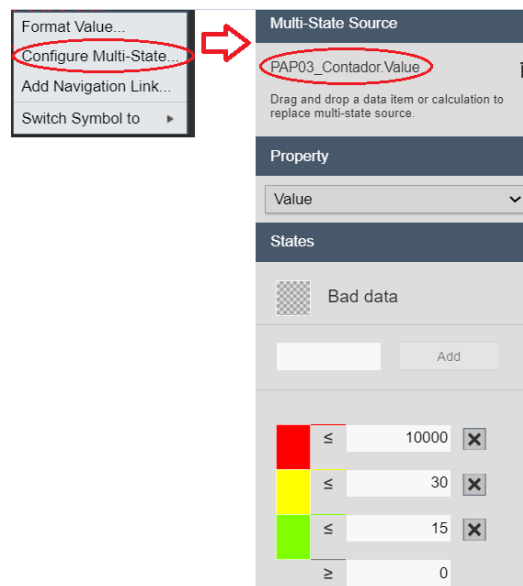 Format Value...
Configure Multi-State...
Add Navigation Link...
Switch Symbol to
Multi-State Source
PAP03_Contador.Value
Drag and drop a data item or calculation to
replace multi-state source.
Property
Value
States
Bad data
Add
≤ 10000
≤ 30
≤ 15
≥ 0